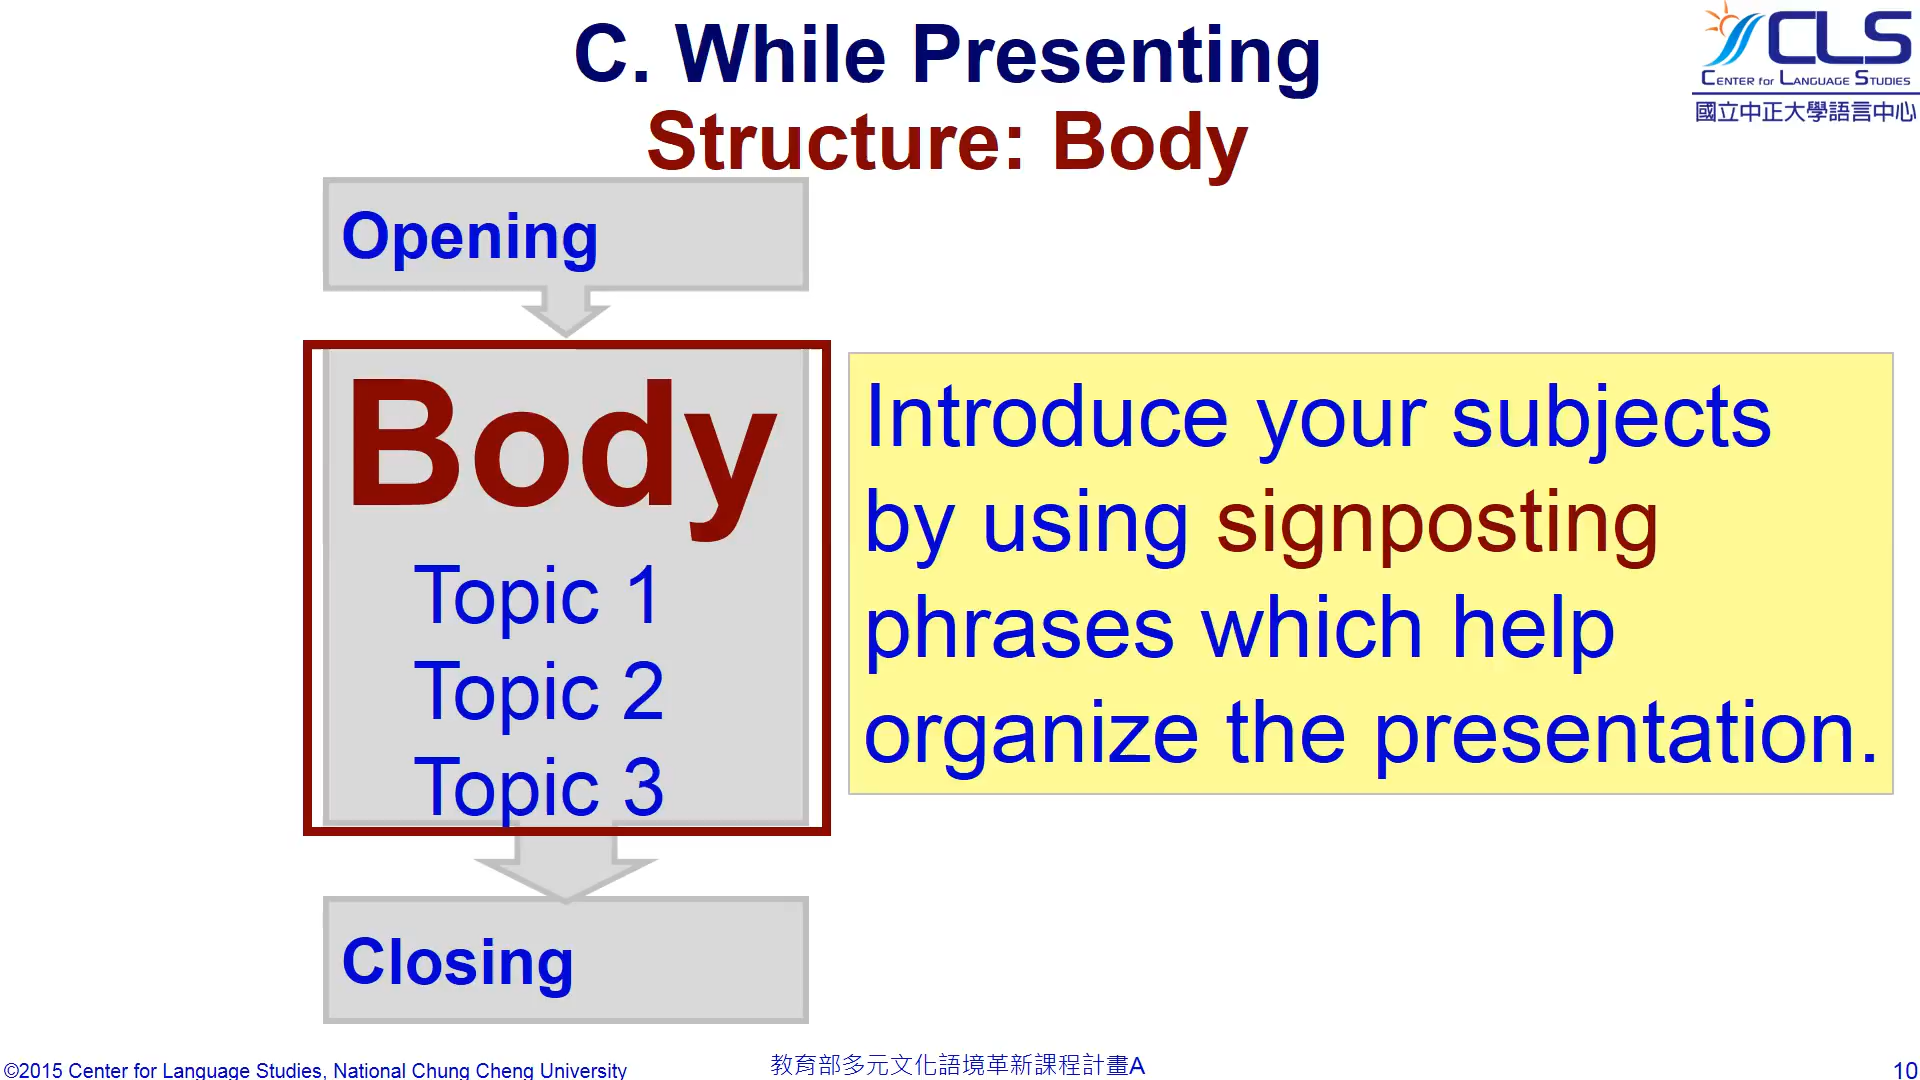 C. While Presenting
Structure: Body
CLS
CENTER for LANGUAGE STUDIES
國立中正大學語言中心
Opening
Body
Topic 1
Topic 2
Topic 3
Closing
Introduce your subjects
by using signposting
phrases which help
organize the presentation.
©2015 Center for Language Studies, National Chung Cheng University
教育部多元文化語境革新課程計畫A
10